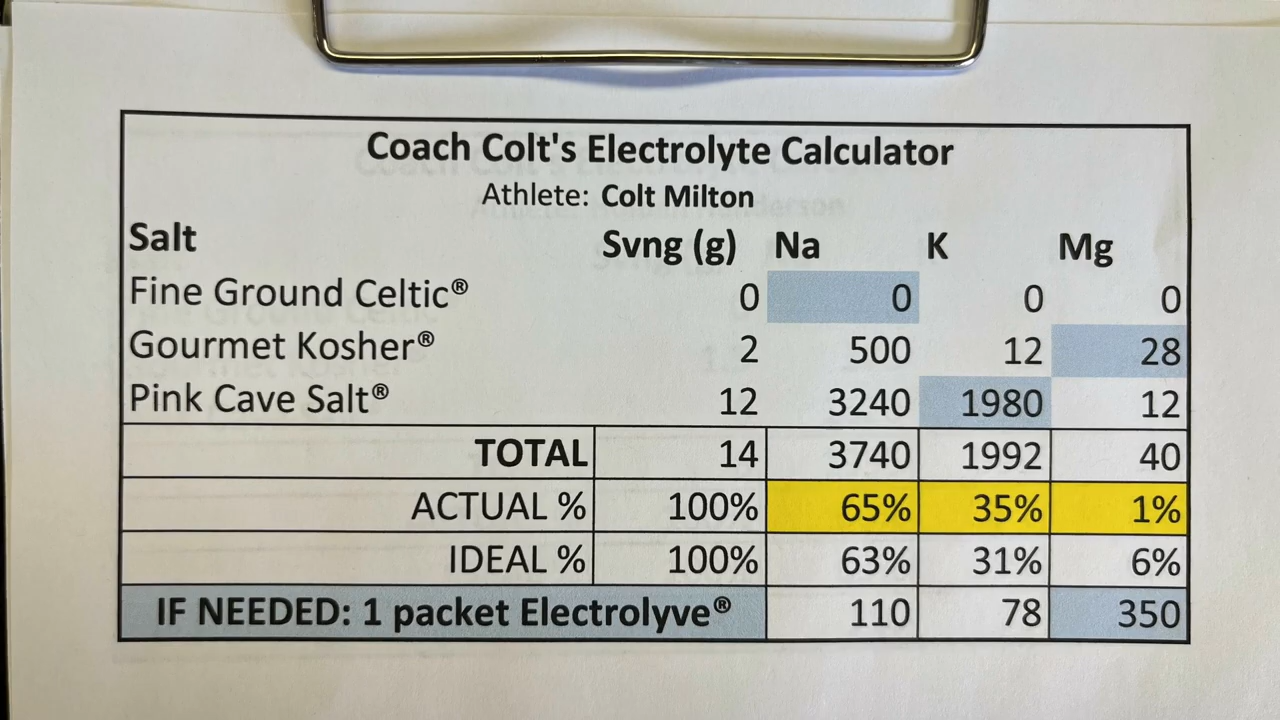 Coach Colt's Electrolyte Calculator
Athlete: Colt Milton
Salt Svng (g) Na K Mg
Fine Ground Celtic® 0 0 0 0
Gourmet Kosher® 2 500 12 28
Pink Cave Salt® 12 3240 1980 12
TOTAL 14 3740 1992 40
ACTUAL % 100% 65% 35% 1%
IDEAL % 100% 63% 31% 6%
IF NEEDED: 1 packet Electrolyve® 110 78 350